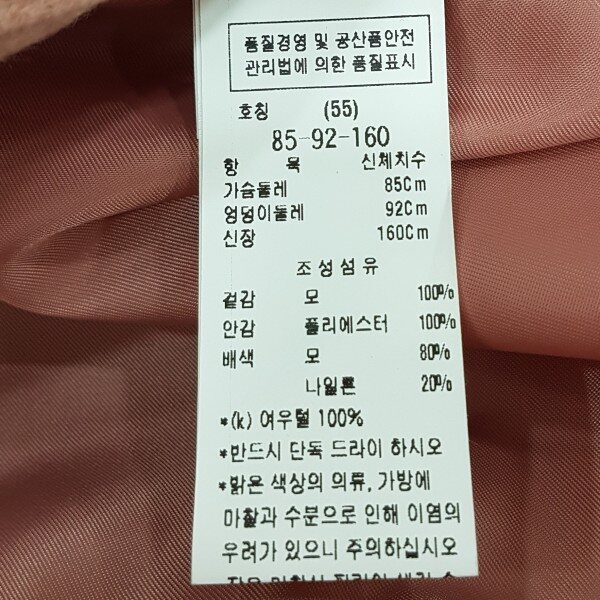 품질경영 및 공산품안전
관리법에 의한 품질표시
호칭 (55)
85-92-160
항 목 신체치수
가슴둘레 85Cm
엉덩이둘레 92Cm
신장 160Cm
조성섬유
겉감 모 100%
안감 폴리에스터 100%
배색 모 80%
나일론 20%
*(k) 여우털 100%
*반드시 단독 드라이 하시오
*밝은 색상의 의류, 가방에
마찰과 수분으로 인해 이염의
우려가 있으니 주의하십시오